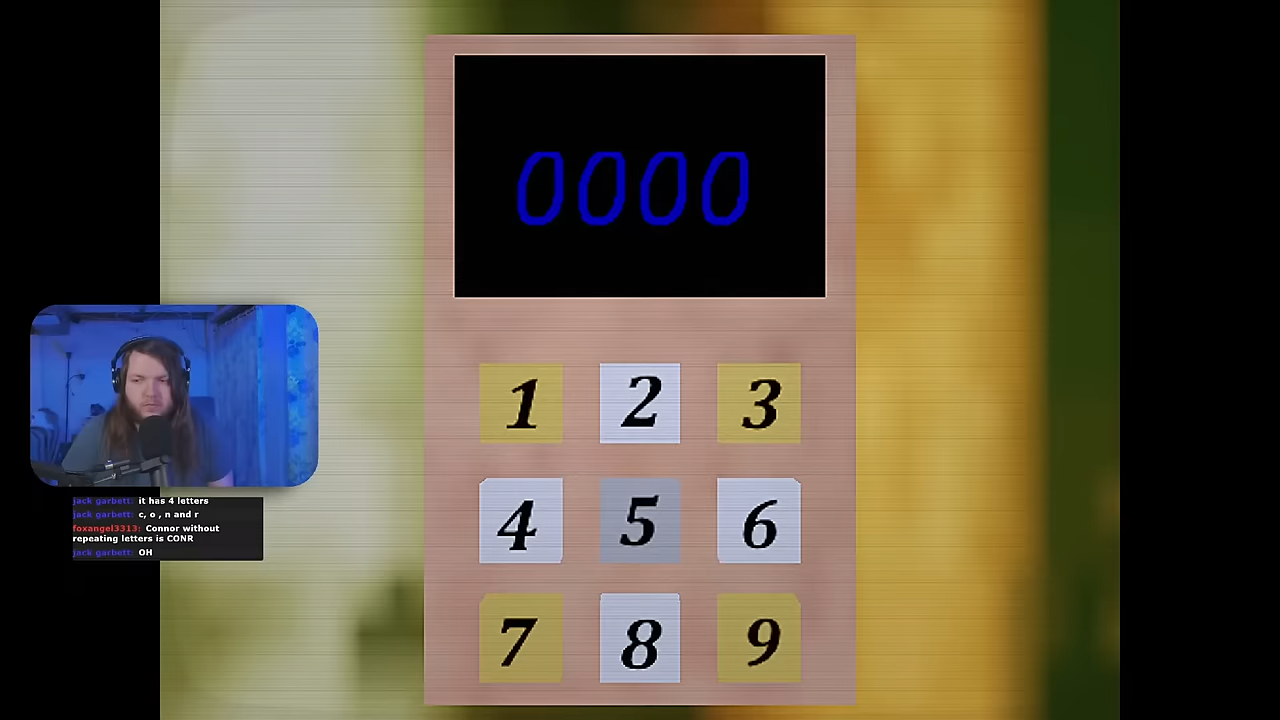 0000
1 2 3
4 5 6
7 8 9
jack garbett: it has 4 letters
jack garbett: c, o , n and r
foxangel3313: Connor without
repeating letters is CONR
jack garbett: OH